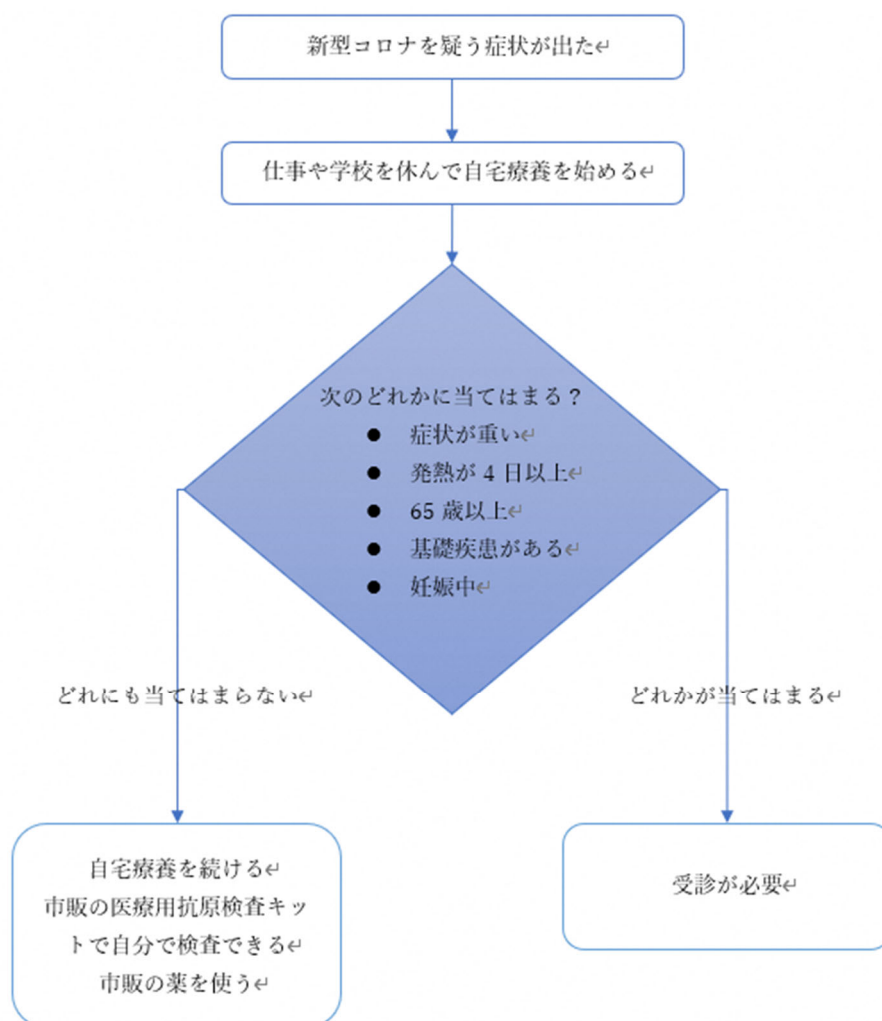 新型コロナを疑う症状が出た↵
仕事や学校を休んで自宅療養を始める↵
次のどれかに当てはまる？
● 症状が重い↵
● 発熱が 4 日以上↵
● 65 歳以上↵
● 基礎疾患がある↵
● 妊娠中↵
どれにも当てはまらない↵
どれかが当てはまる↵
自宅療養を続ける↵
市販の医療用抗原検査キッ
トで自分で検査できる↵
市販の薬を使う↵
受診が必要↵